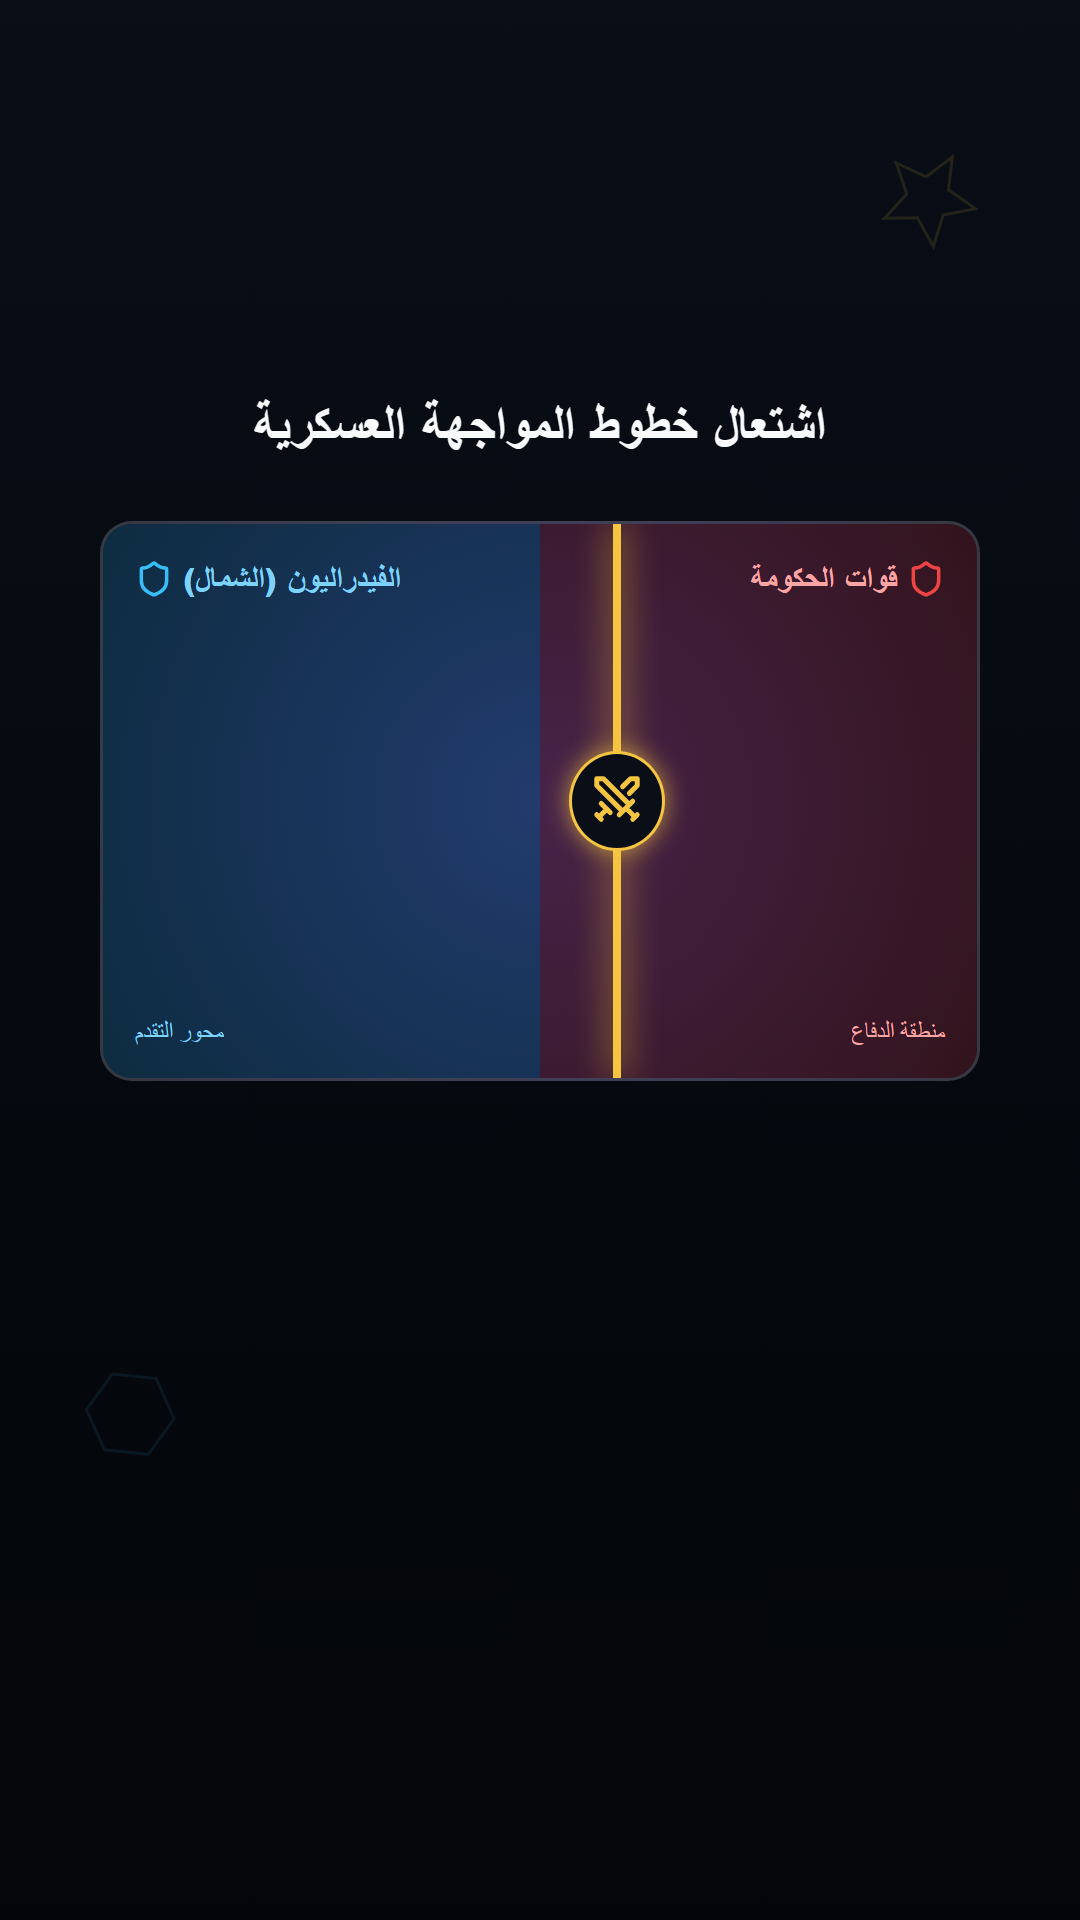 اشتعال خطوط المواجهة العسكرية
قوات الحكومة
الفيدراليون (الشمال)
منطقة الدفاع
محور التقدم